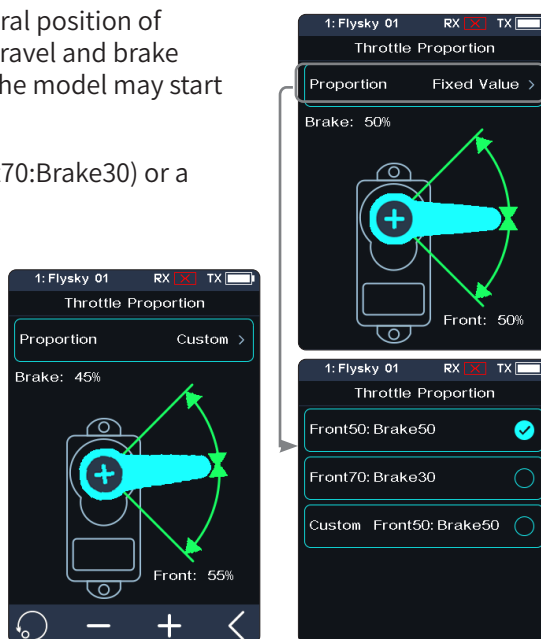 ral position of
ravel and brake
he model may start
70:Brake30) or a
1: Flysky 01 RX TX
Throttle Proportion
Proportion Fixed Value >
Brake: 50%
Front: 50%
1: Flysky 01 RX TX
Throttle Proportion
Proportion Custom >
Brake: 45%
Front: 55%
1: Flysky 01 RX TX
Throttle Proportion
Front50: Brake50
Front70: Brake30
Custom Front50: Brake50